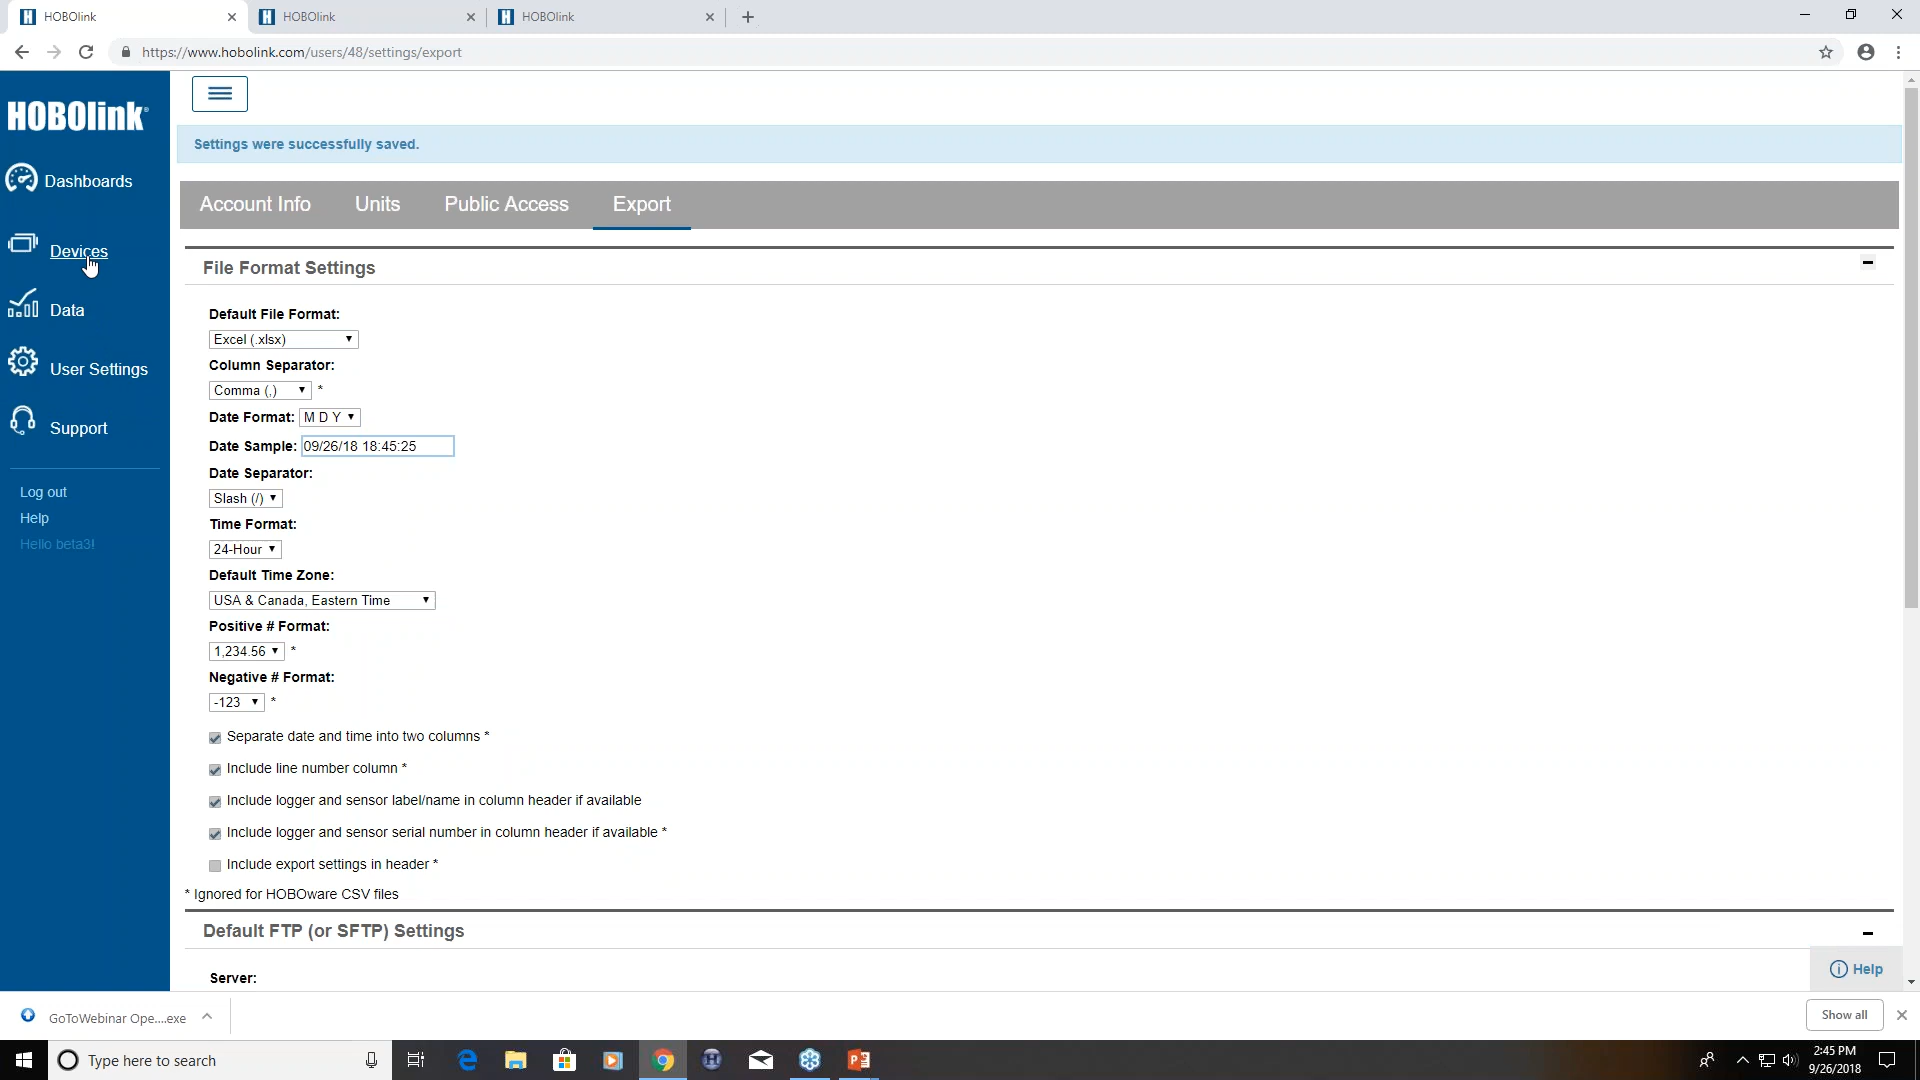 HOBOlink
HOBOlink
HOBOlink
https://www.hobolink.com/users/48/settings/export
HOBOlink®
Dashboards
Devices
Data
User Settings
Support
Log out
Help
Hello beta3!
Settings were successfully saved.
Account Info
Units
Public Access
Export
File Format Settings
Default File Format:
Excel (.xlsx)
Column Separator:
Comma (,) *
Date Format: M D Y
Date Sample: 09/26/18 18:45:25
Date Separator:
Slash (/)
Time Format:
24-Hour
Default Time Zone:
USA & Canada, Eastern Time
Positive # Format:
1,234.56 *
Negative # Format:
-123 *
Separate date and time into two columns *
Include line number column *
Include logger and sensor label/name in column header if available
Include logger and sensor serial number in column header if available *
Include export settings in header *
* Ignored for HOBOware CSV files
Default FTP (or SFTP) Settings
Server:
Help
GoToWebinar Ope....exe
Show all
Type here to search
2:45 PM
9/26/2018